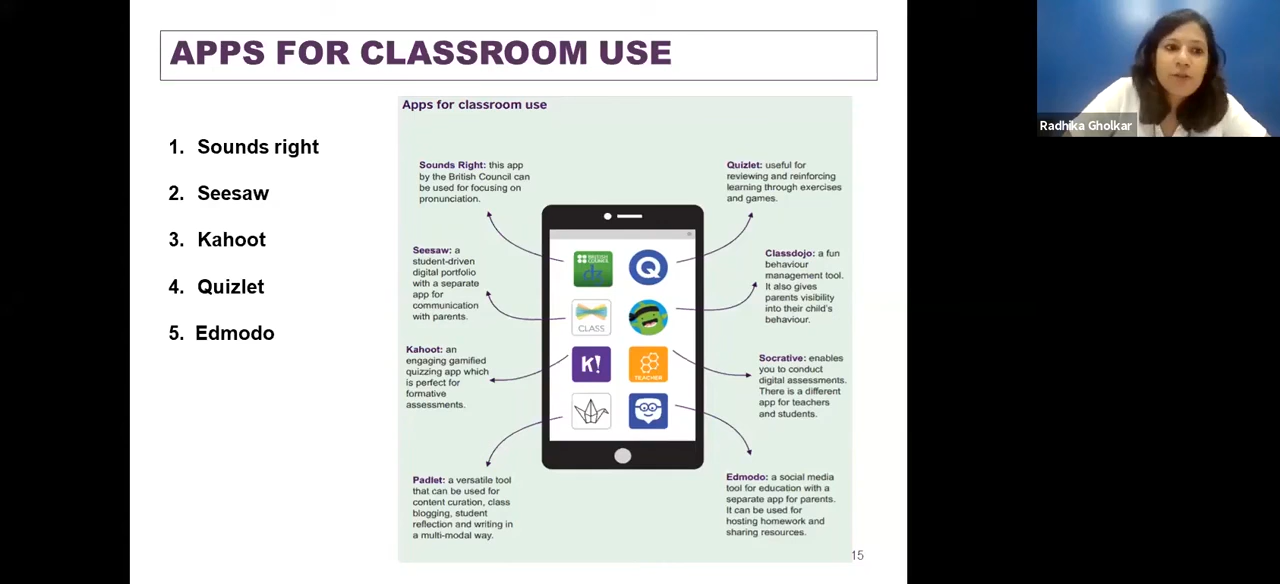 APPS FOR CLASSROOM USE
1. Sounds right
2. Seesaw
3. Kahoot
4. Quizlet
5. Edmodo
Apps for classroom use
Sounds Right: this app
by the British Council can
be used for focusing on
pronunciation.
Seesaw: a
student-driven
digital portfolio
with a separate
app for
communication
with parents.
Kahoot: an
engaging gamified
quizzing app which
is perfect for
formative
assessments.
Padlet: a versatile tool
that can be used for
content curation, class
blogging, student
reflection and writing in
a multi-modal way.
BRITISH
COUNCIL
dz
Q
CLASS
K!
TEACHER
Quizlet: useful for
reviewing and reinforcing
learning through exercises
and games.
Classdojo: a fun
behaviour
management tool.
It also gives
parents visibility
into their child's
behaviour.
Socrative: enables
you to conduct
digital assessments.
There is a different
app for teachers
and students.
Edmodo: a social media
tool for education with a
separate app for parents.
It can be used for
hosting homework and
sharing resources.
15
Radhika Gholkar